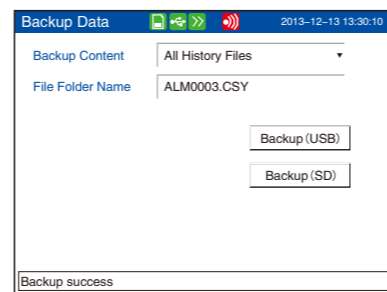 Backup Data 2013-12-13 13:30:10
Backup Content All History Files
File Folder Name ALM0003.CSY
Backup(USB)
Backup(SD)
Backup success